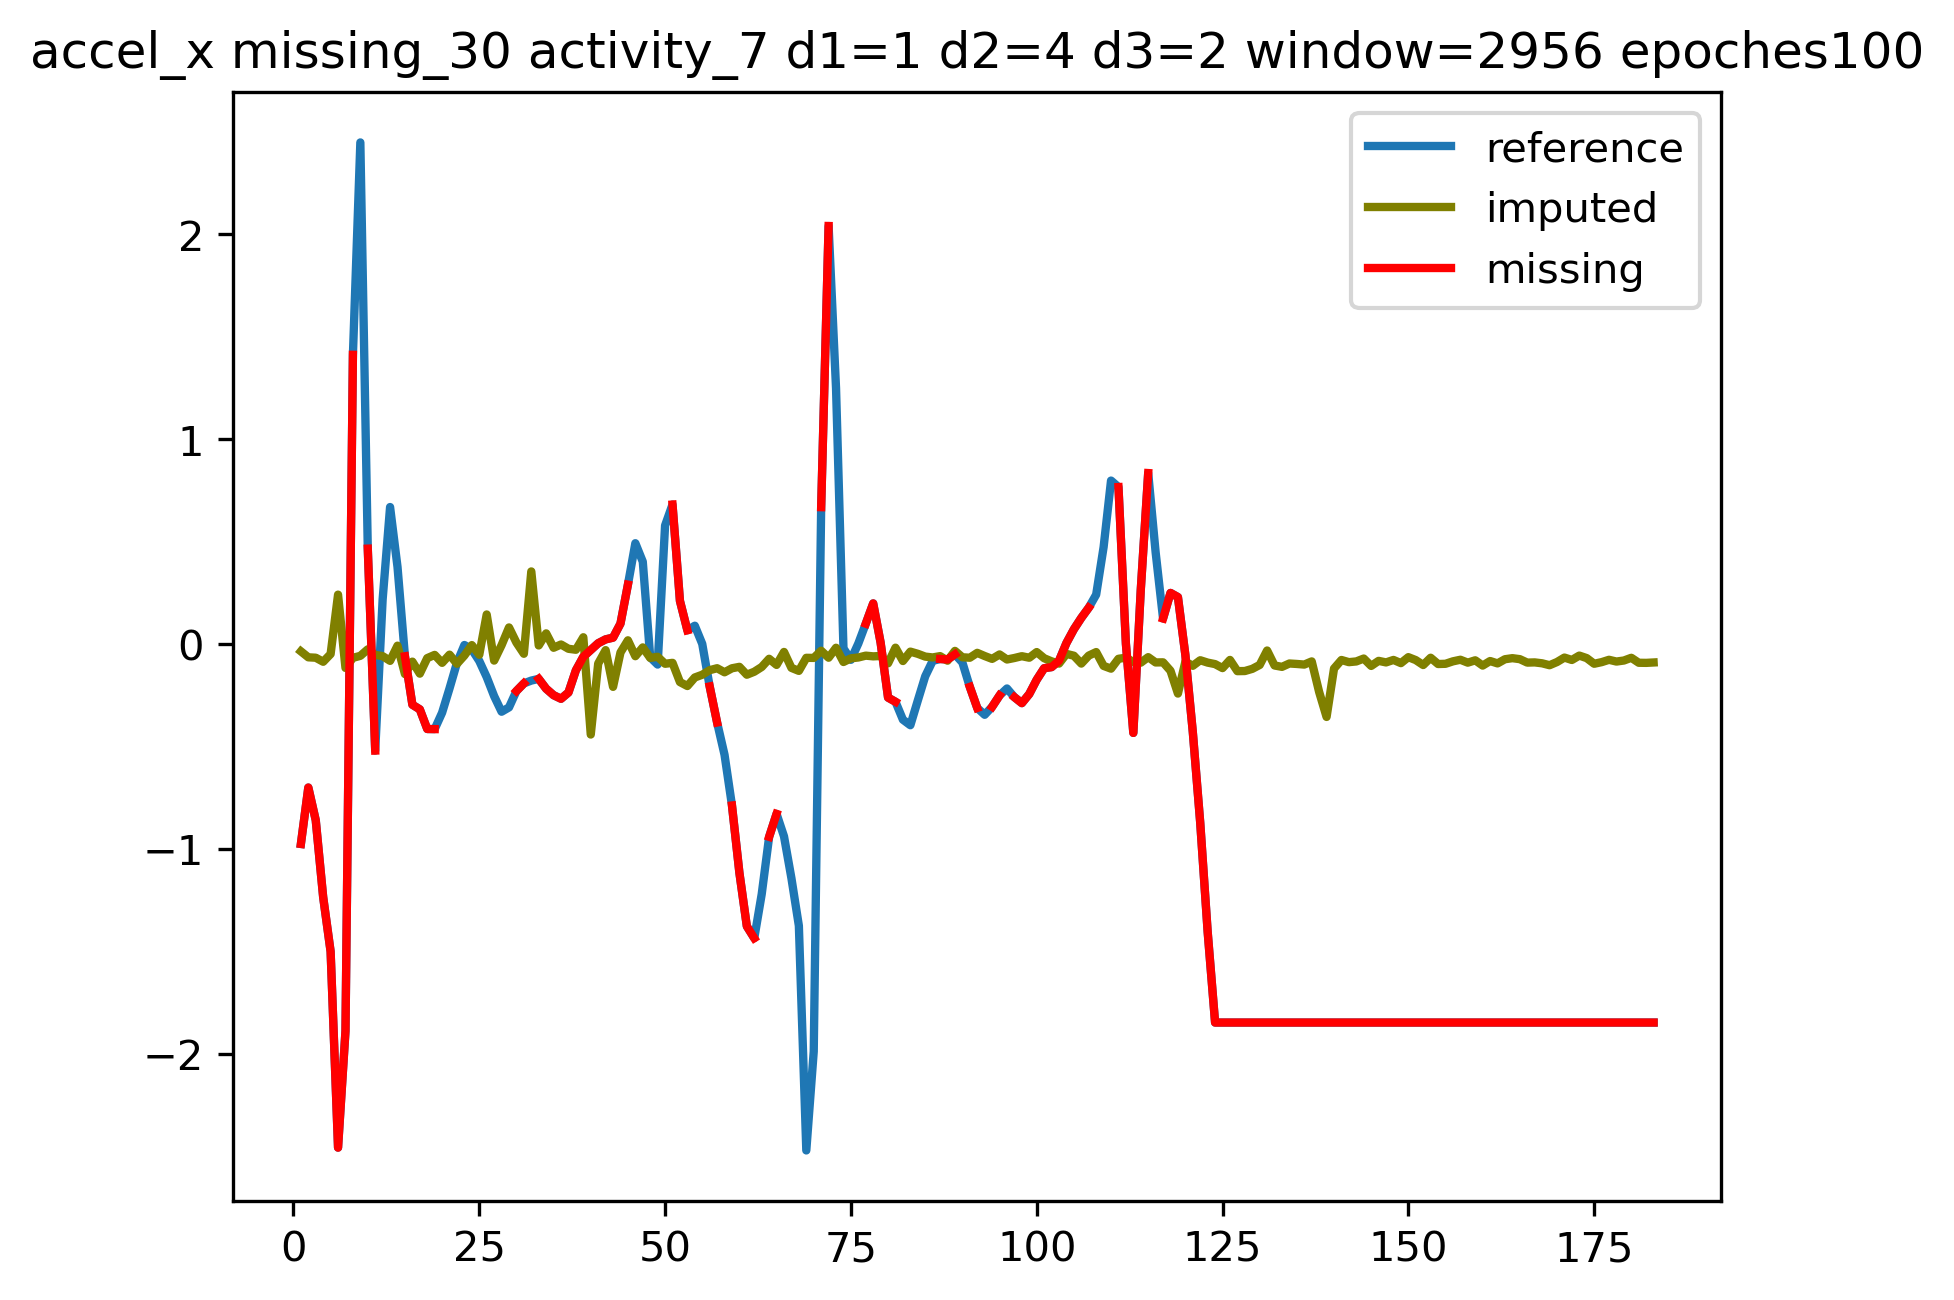 accel_x missing_30 activity_7 d1=1 d2=4 d3=2 window=2956 epoches100
reference
imputed
missing
2
1
0
−1
−2
0 25 50 75 100 125 150 175